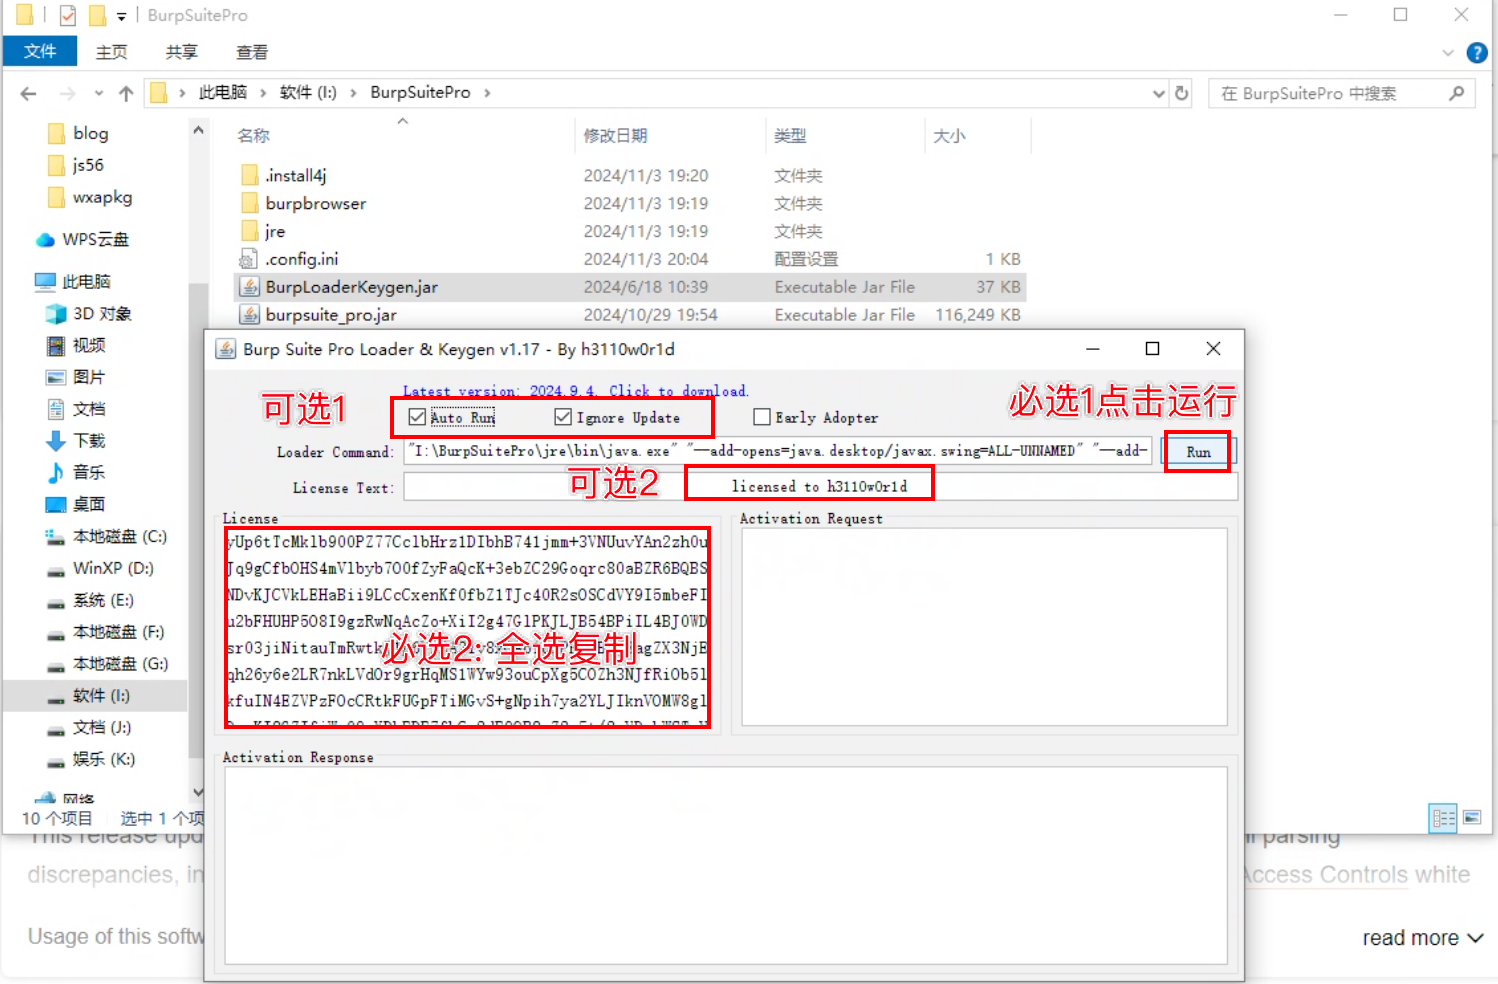 BurpSuitePro
文件 主页 共享 查看
此电脑 软件 (I:) BurpSuitePro
在 BurpSuitePro 中搜索
blog
js56
wxapkg
WPS云盘
此电脑
3D 对象
视频
图片
文档
下载
音乐
桌面
本地磁盘 (C:)
WinXP (D:)
系统 (E:)
本地磁盘 (F:)
本地磁盘 (G:)
软件 (I:)
文档 (J:)
娱乐 (K:)
网络
10 个项目 选中 1 个项
名称 修改日期 类型 大小
.install4j 2024/11/3 19:20 文件夹
burpbrowser 2024/11/3 19:19 文件夹
jre 2024/11/3 19:19 文件夹
.config.ini 2024/11/3 20:04 配置设置 1 KB
BurpLoaderKeygen.jar 2024/6/18 10:39 Executable Jar File 37 KB
burpsuite_pro.jar 2024/10/29 19:54 Executable Jar File 116,249 KB
Burp Suite Pro Loader & Keygen v1.17 - By h3110w0r1d
Latest version: 2024.9.4. Click to download.
可选1
Auto Run Ignore Update Early Adopter
必选1点击运行
Loader Command: "I:\BurpSuitePro\jre\bin\java.exe" "--add-opens=java.desktop/javax.swing=ALL-UNNAMED" "--add- Run
License Text: 可选2 licensed to h3110w0r1d
License
yUp6tTcMklb900PZ77CclbHrz1DIbhB741jmm+3VNUuvYAn2zh0u
Jq9gCfbOHS4mVlbyb7O0fZyFaQcK+3ebZC29Goqrc80aBZR6BQBS
NDvKJCVkLEHaBii9LCcCxenKf0fbZ1TJc40R2sOSCdVY9I5mbeFI
u2bFHUHP5O8I9gzRwNqAcZo+XiI2g47GlPKJLJB54BPiIL4BJ0WD
sr03jiNitauTmRwtk
必选2: 全选复制
agZX3NjE
qh26y6e2LR7nkLVdOr9grHqMS1WYw93ouCpXg5COZh3NJfRiOb5l
kfuIN4EZVPzFOcCRtkFUGpFTiMGvS+gNpih7ya2YLJIknVOMW8gl
Activation Request
Activation Response
This release upd
l parsing
discrepancies, in
Access Controls white
Usage of this softw
read more